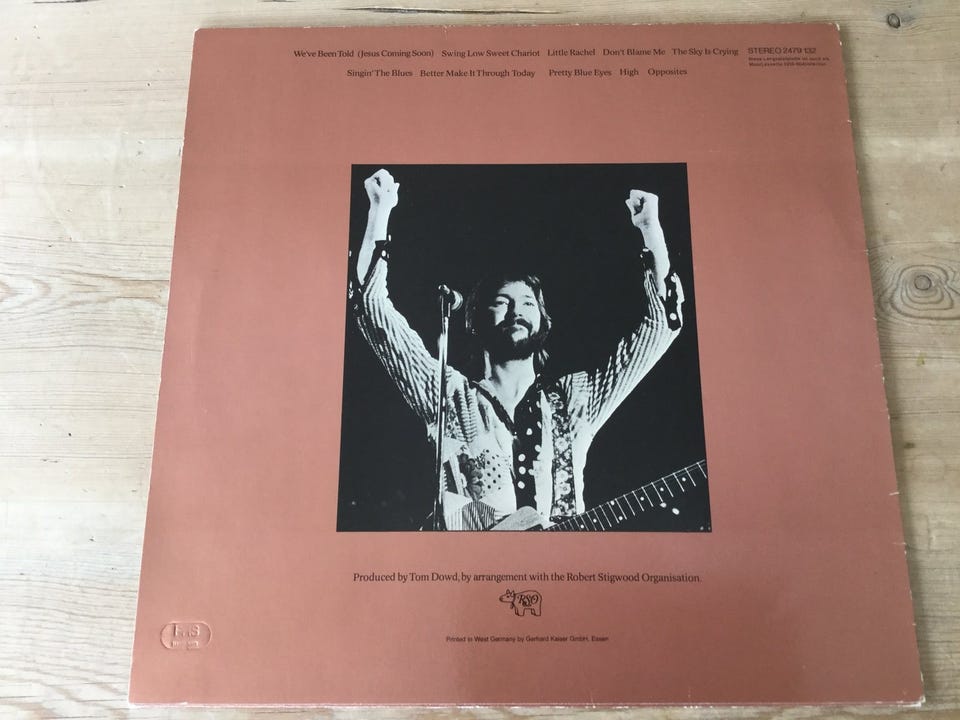 We've Been Told (Jesus Coming Soon) Swing Low Sweet Chariot Little Rachel Don't Blame Me The Sky Is Crying
STEREO 2479 132
Singin' The Blues Better Make It Through Today Pretty Blue Eyes High Opposites
Produced by Tom Dowd, by arrangement with the Robert Stigwood Organisation.
RSO
Printed in West Germany by Gerhard Kaiser GmbH, Essen